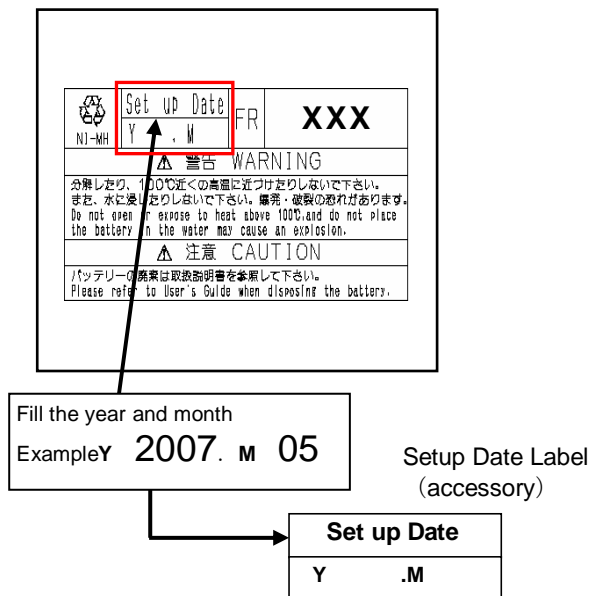 Set up Date
NI-MH
Y . M
FR
XXX
⚠ 警告 WARNING
分解したり、100℃近くの高温に近づけたりしないで下さい。
また、水に浸したりしないで下さい。爆発・破裂の恐れがあります。
Do not open or expose to heat above 100℃,and do not place
the battery in the water may cause an explosion.
⚠ 注意 CAUTION
バッテリーの廃棄は取扱説明書を参照して下さい。
Please refer to User's Guide when disposing the battery.
Fill the year and month
ExampleY 2007. M 05
Setup Date Label
（accessory）
Set up Date
Y .M